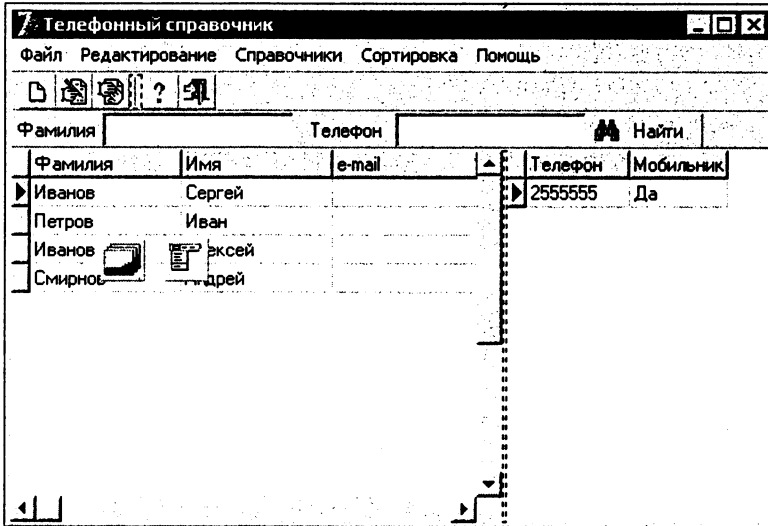 Телефонный справочник
Файл Редактирование Справочники Сортировка Помощь
?
Фамилия Телефон Найти
Фамилия Имя e-mail Телефон Мобильник
Иванов Сергей 2555555 Да
Петров Иван
Иванов
Смирнов